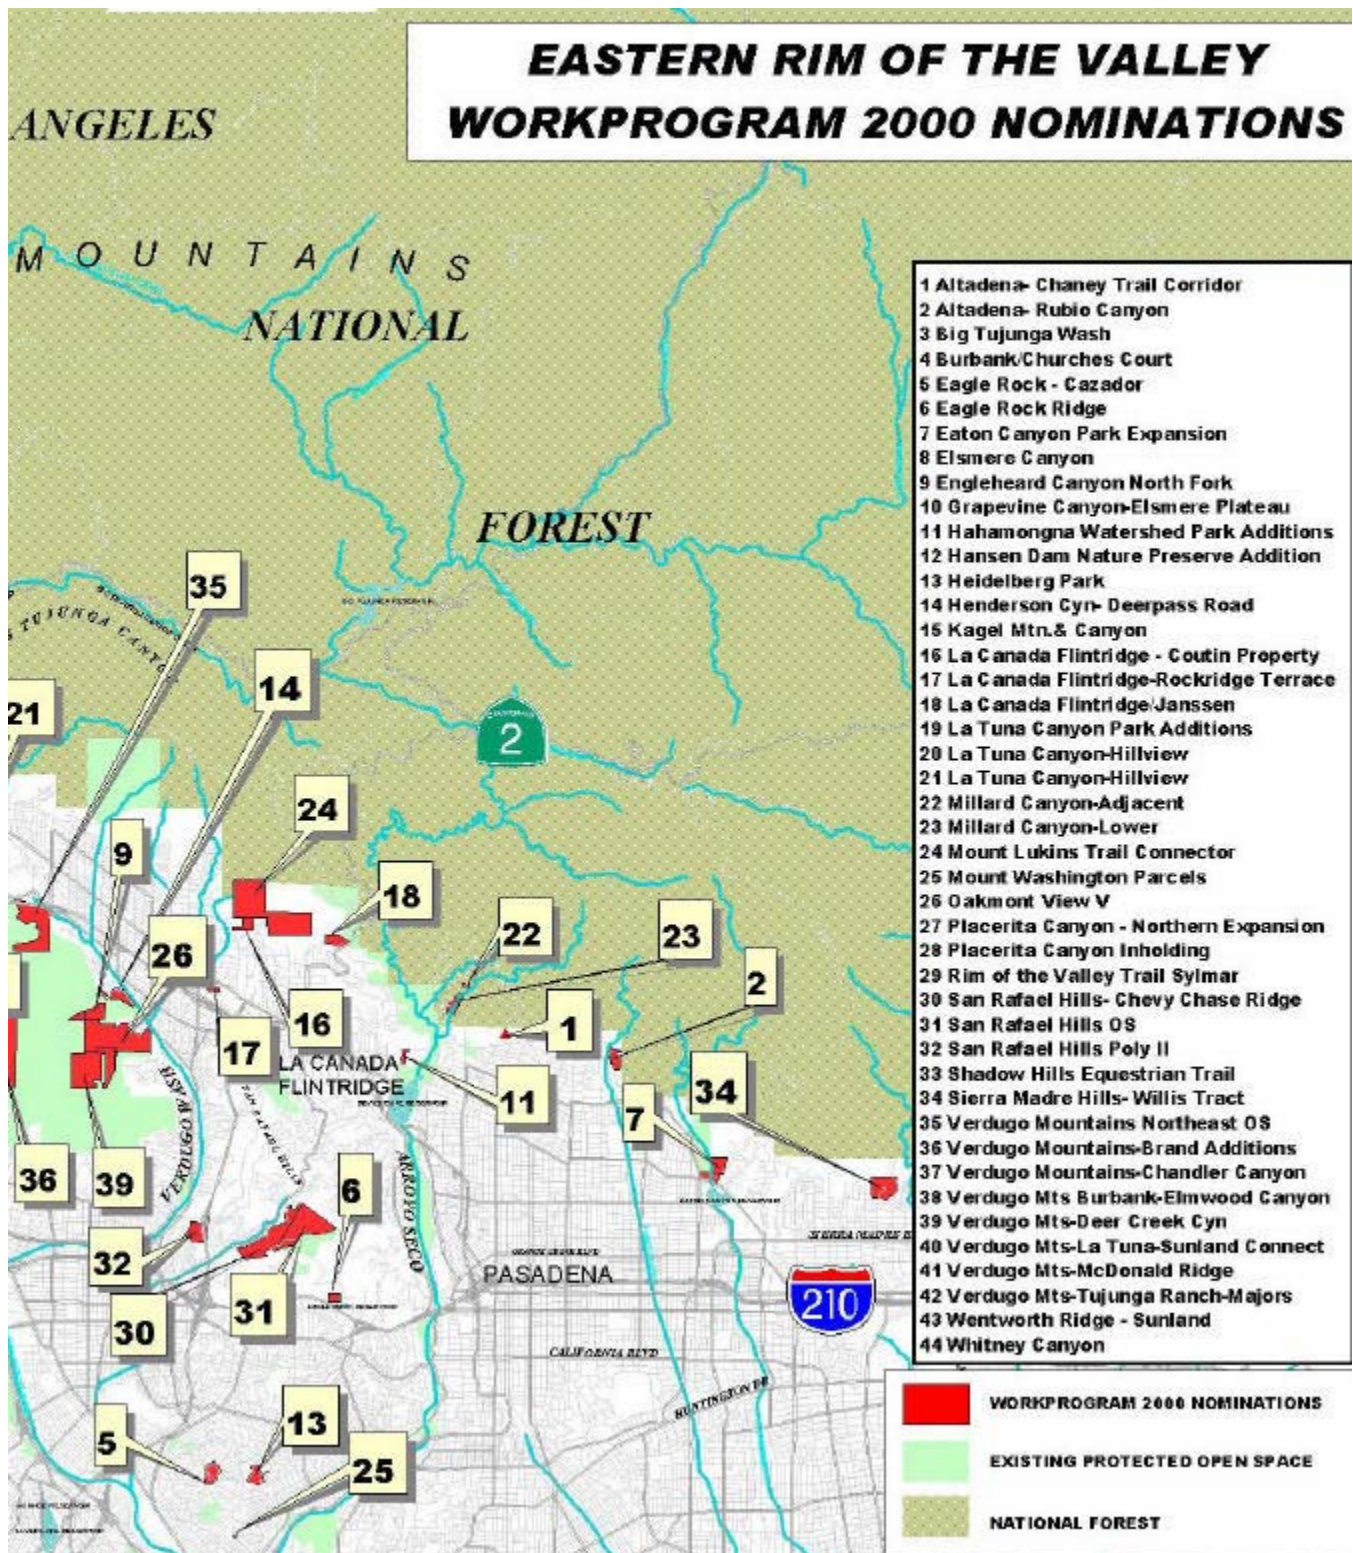 EASTERN RIM OF THE VALLEY
WORKPROGRAM 2000 NOMINATIONS
ANGELES
MOUNTAINS
NATIONAL
FOREST
1 Altadena- Chaney Trail Corridor
2 Altadena- Rubio Canyon
3 Big Tujunga Wash
4 Burbank/Churches Court
5 Eagle Rock - Cazador
6 Eagle Rock Ridge
7 Eaton Canyon Park Expansion
8 Elsmere Canyon
9 Engleheard Canyon North Fork
10 Grapevine Canyon-Elsmere Plateau
11 Hahamongna Watershed Park Additions
12 Hansen Dam Nature Preserve Addition
13 Heidelberg Park
14 Henderson Cyn- Deerpass Road
15 Kagel Mtn.& Canyon
16 La Canada Flintridge - Coutin Property
17 La Canada Flintridge-Rockridge Terrace
18 La Canada Flintridge/Janssen
19 La Tuna Canyon Park Additions
20 La Tuna Canyon-Hillview
21 La Tuna Canyon-Hillview
22 Millard Canyon-Adjacent
23 Millard Canyon-Lower
24 Mount Lukins Trail Connector
25 Mount Washington Parcels
26 Oakmont View V
27 Placerita Canyon - Northern Expansion
28 Placerita Canyon Inholding
29 Rim of the Valley Trail Sylmar
30 San Rafael Hills- Chevy Chase Ridge
31 San Rafael Hills OS
32 San Rafael Hills Poly II
33 Shadow Hills Equestrian Trail
34 Sierra Madre Hills- Willis Tract
35 Verdugo Mountains Northeast OS
36 Verdugo Mountains-Brand Additions
37 Verdugo Mountains-Chandler Canyon
38 Verdugo Mts Burbank-Elmwood Canyon
39 Verdugo Mts-Deer Creek Cyn
40 Verdugo Mts-La Tuna-Sunland Connect
41 Verdugo Mts-McDonald Ridge
42 Verdugo Mts-Tujunga Ranch-Majors
43 Wentworth Ridge - Sunland
44 Whitney Canyon
35
TUJUNGA CANYON
14
21
2
24
9
18
22
23
26
2
16
1
17
LA CANADA
FLINTRIDGE
11
34
7
VERDUGO WASH
36
39
6
ARROYO SECO
32
SIERRA MADRE
PASADENA
31
210
30
CALIFORNIA BLVD
HUNTINGTON DR
13
5
25
WORKPROGRAM 2000 NOMINATIONS
EXISTING PROTECTED OPEN SPACE
NATIONAL FOREST